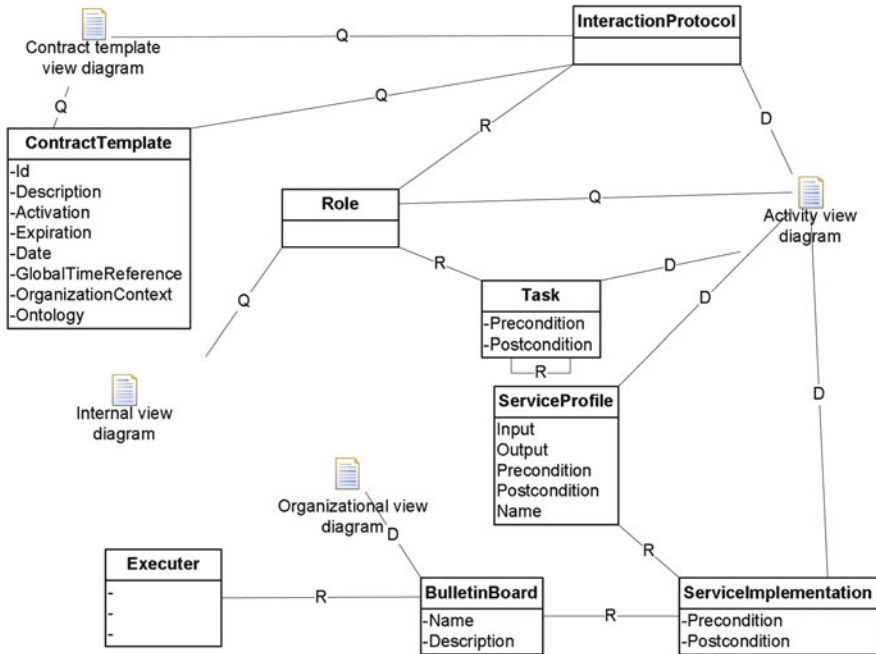 InteractionProtocol
Q
Contract template
view diagram
Q
Q
D
ContractTemplate
-Id
-Description
-Activation
-Expiration
-Date
-GlobalTimeReference
-OrganizationContext
-Ontology
R
Role
Q
Activity view
diagram
R
D
Q
Task
-Precondition
-Postcondition
R
D
Internal view
diagram
ServiceProfile
Input
Output
Precondition
Postcondition
Name
D
Organizational view
diagram
D
R
Executer
-
-
-
R
BulletinBoard
-Name
-Description
R
ServiceImplementation
-Precondition
-Postcondition